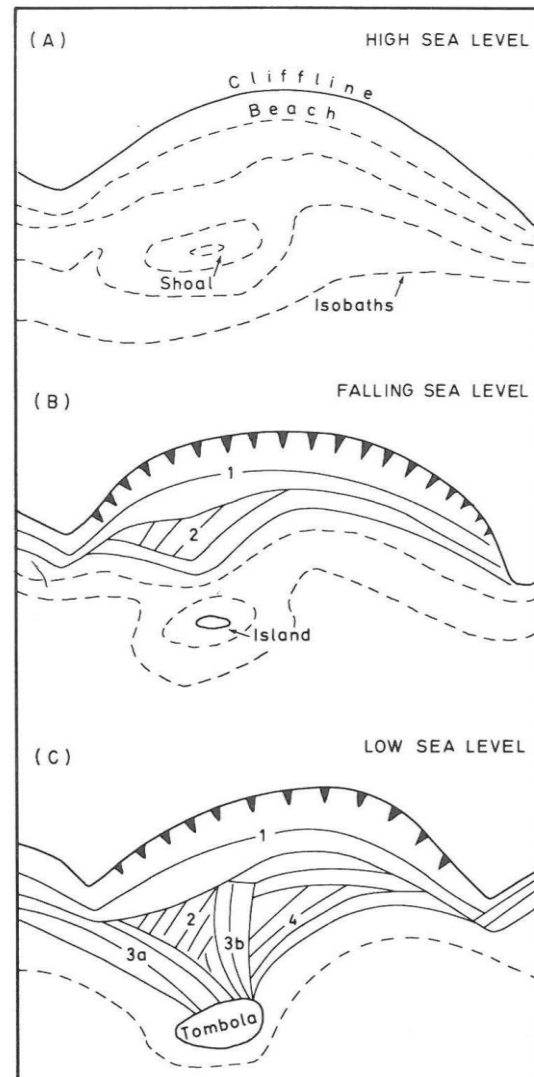 (A) HIGH SEA LEVEL
Cliffline
Beach
Shoal
Isobaths
(B) FALLING SEA LEVEL
1
2
Island
(C) LOW SEA LEVEL
1
2
3a
3b
4
Tombola